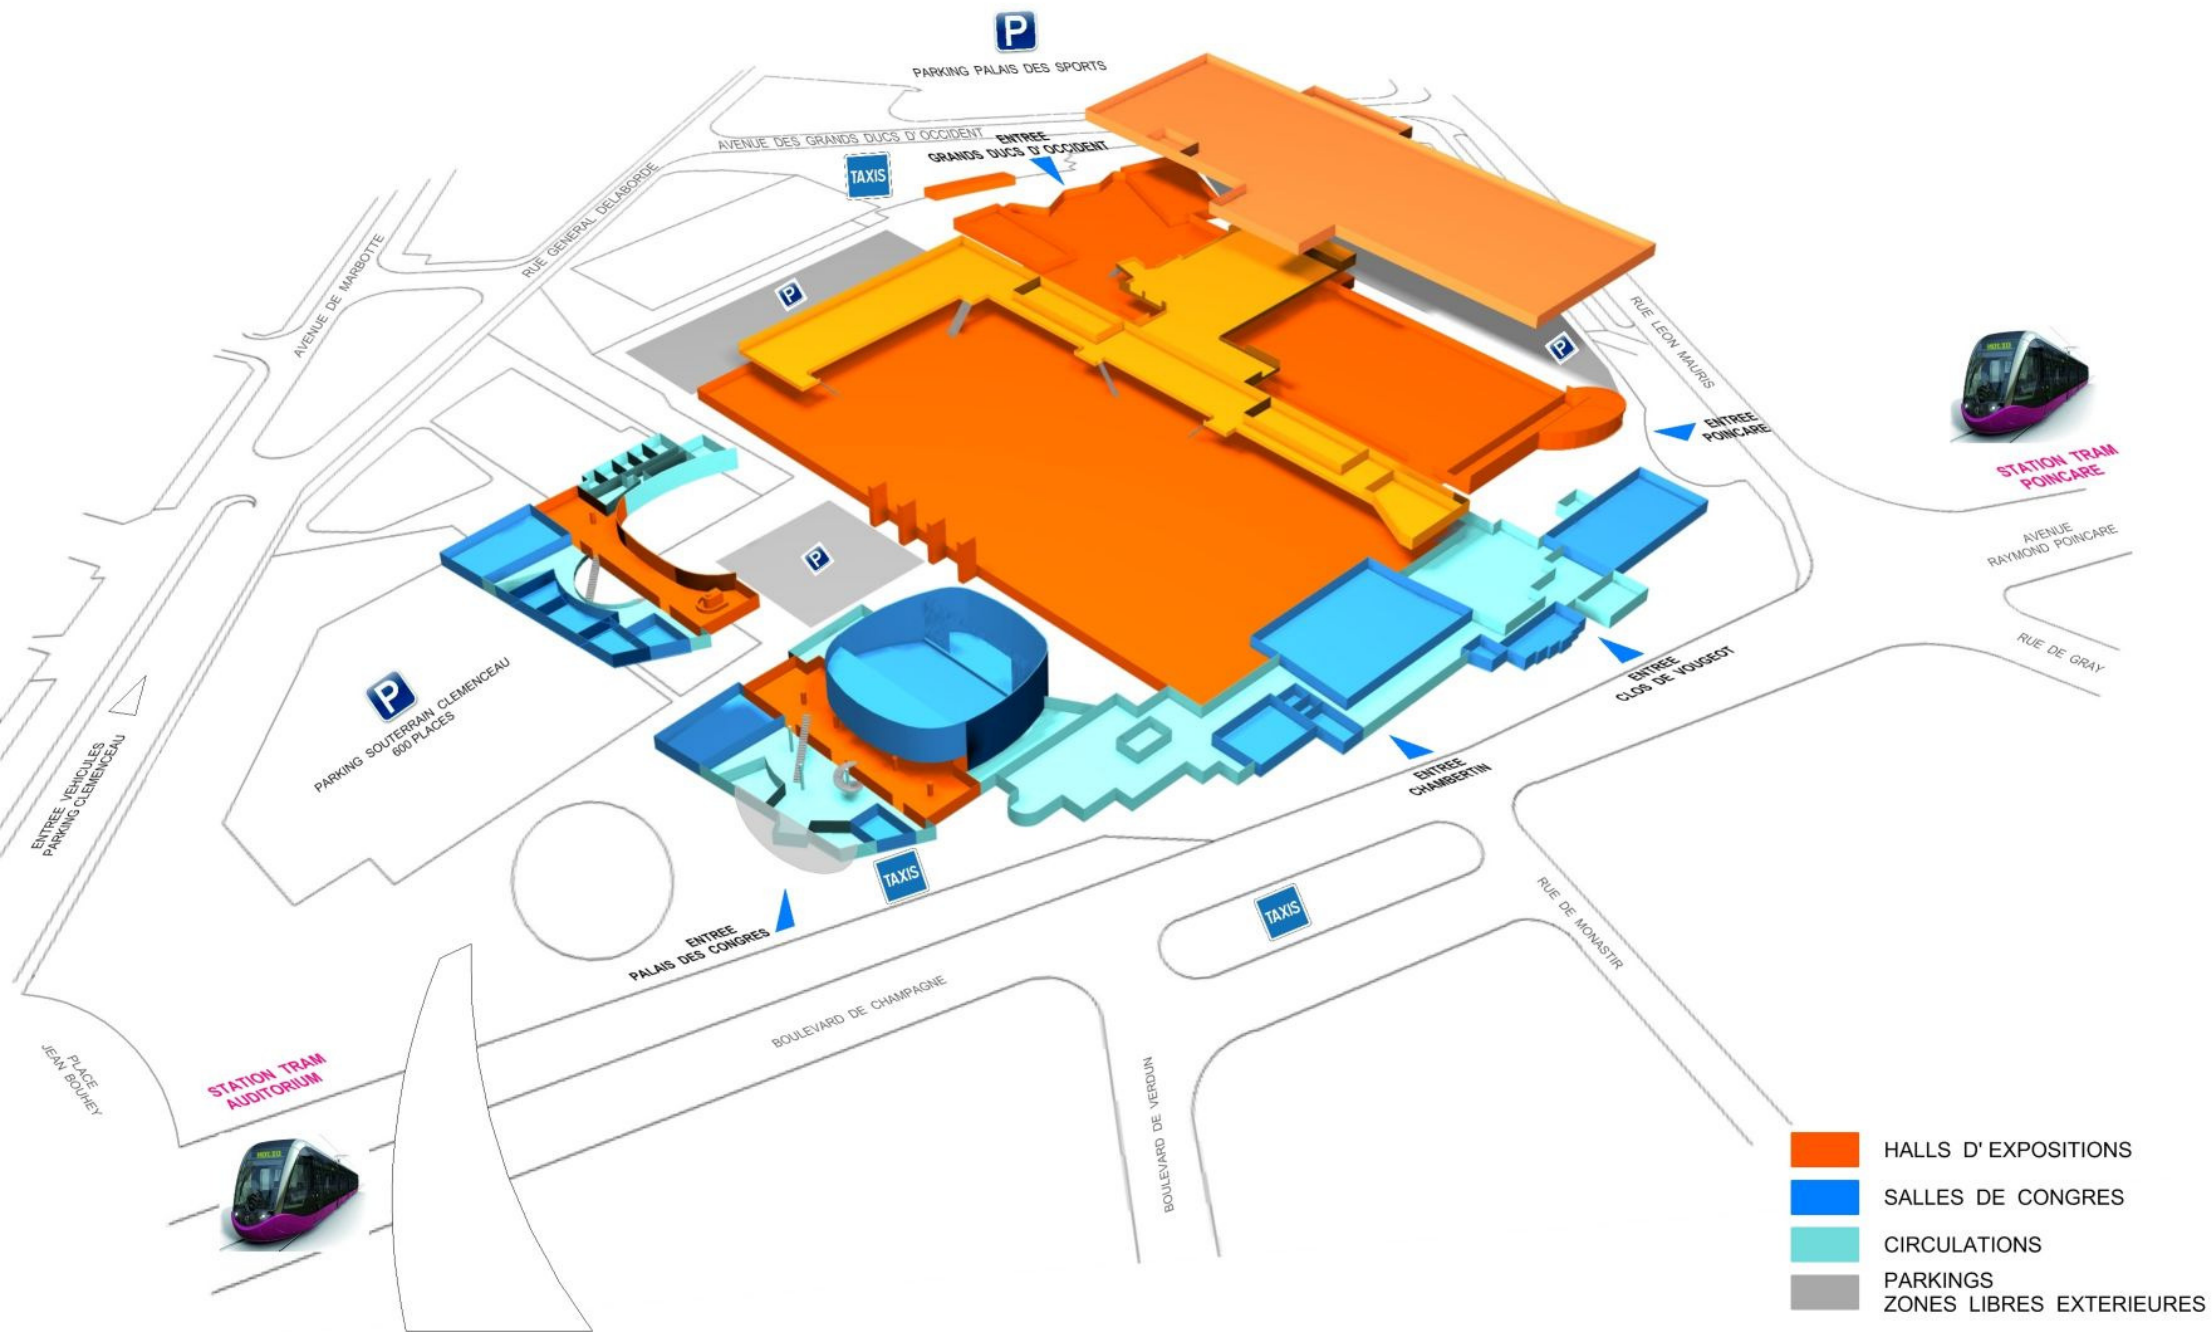 P
PARKING PALAIS DES SPORTS
AVENUE DES GRANDS DUCS D'OCCIDENT
ENTREE
GRANDS DUCS D'OCCIDENT
TAXIS
RUE GENERAL DELABORDE
AVENUE DE MARBOTTE
P
RUE LEON MAURIS
P
ENTREE
POINCARE
STATION TRAM
POINCARE
AVENUE
RAYMOND POINCARE
RUE DE GRAY
P
P
PARKING SOUTERRAIN CLEMENCEAU
600 PLACES
ENTREE VEHICULES
PARKING CLEMENCEAU
ENTREE
CLOS DE VOUGEOT
ENTREE
CHAMBERTIN
TAXIS
TAXIS
ENTREE
PALAIS DES CONGRES
RUE DE MONASTIR
BOULEVARD DE CHAMPAGNE
BOULEVARD DE VERDUN
PLACE
JEAN BOUHEY
STATION TRAM
AUDITORIUM
HALLS D' EXPOSITIONS
SALLES DE CONGRES
CIRCULATIONS
PARKINGS
ZONES LIBRES EXTERIEURES